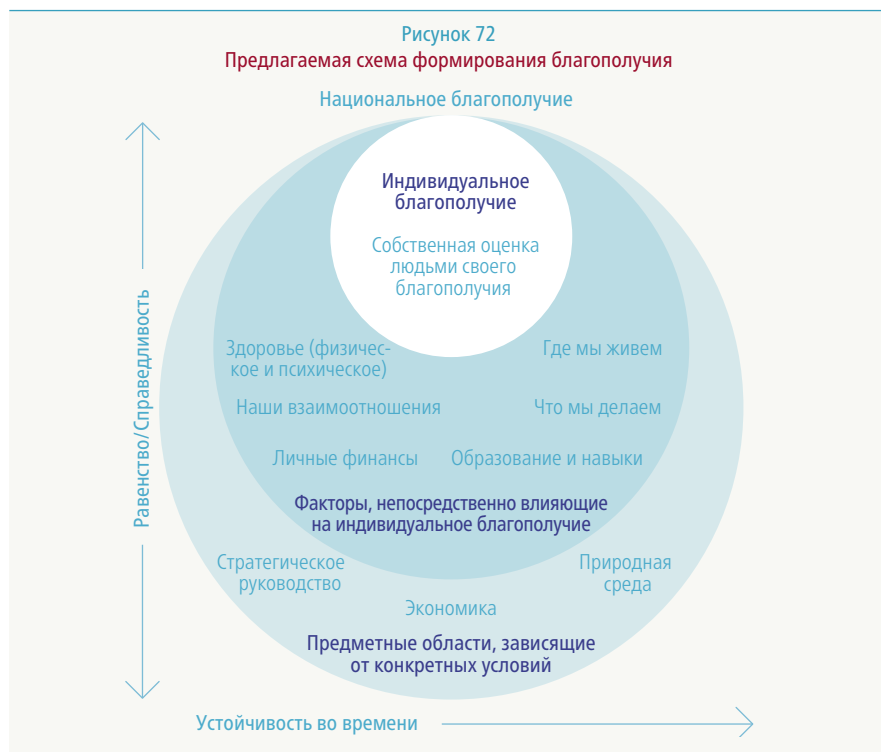 Рисунок 72
Предлагаемая схема формирования благополучия
Национальное благополучие
Индивидуальное
благополучие
Собственная оценка
людьми своего
благополучия
Здоровье (физичес-
кое и психическое)
Где мы живем
Наши взаимоотношения
Что мы делаем
Личные финансы
Образование и навыки
Факторы, непосредственно влияющие
на индивидуальное благополучие
Стратегическое
руководство
Природная
среда
Экономика
Предметные области, зависящие
от конкретных условий
Равенство/Справедливость
Устойчивость во времени